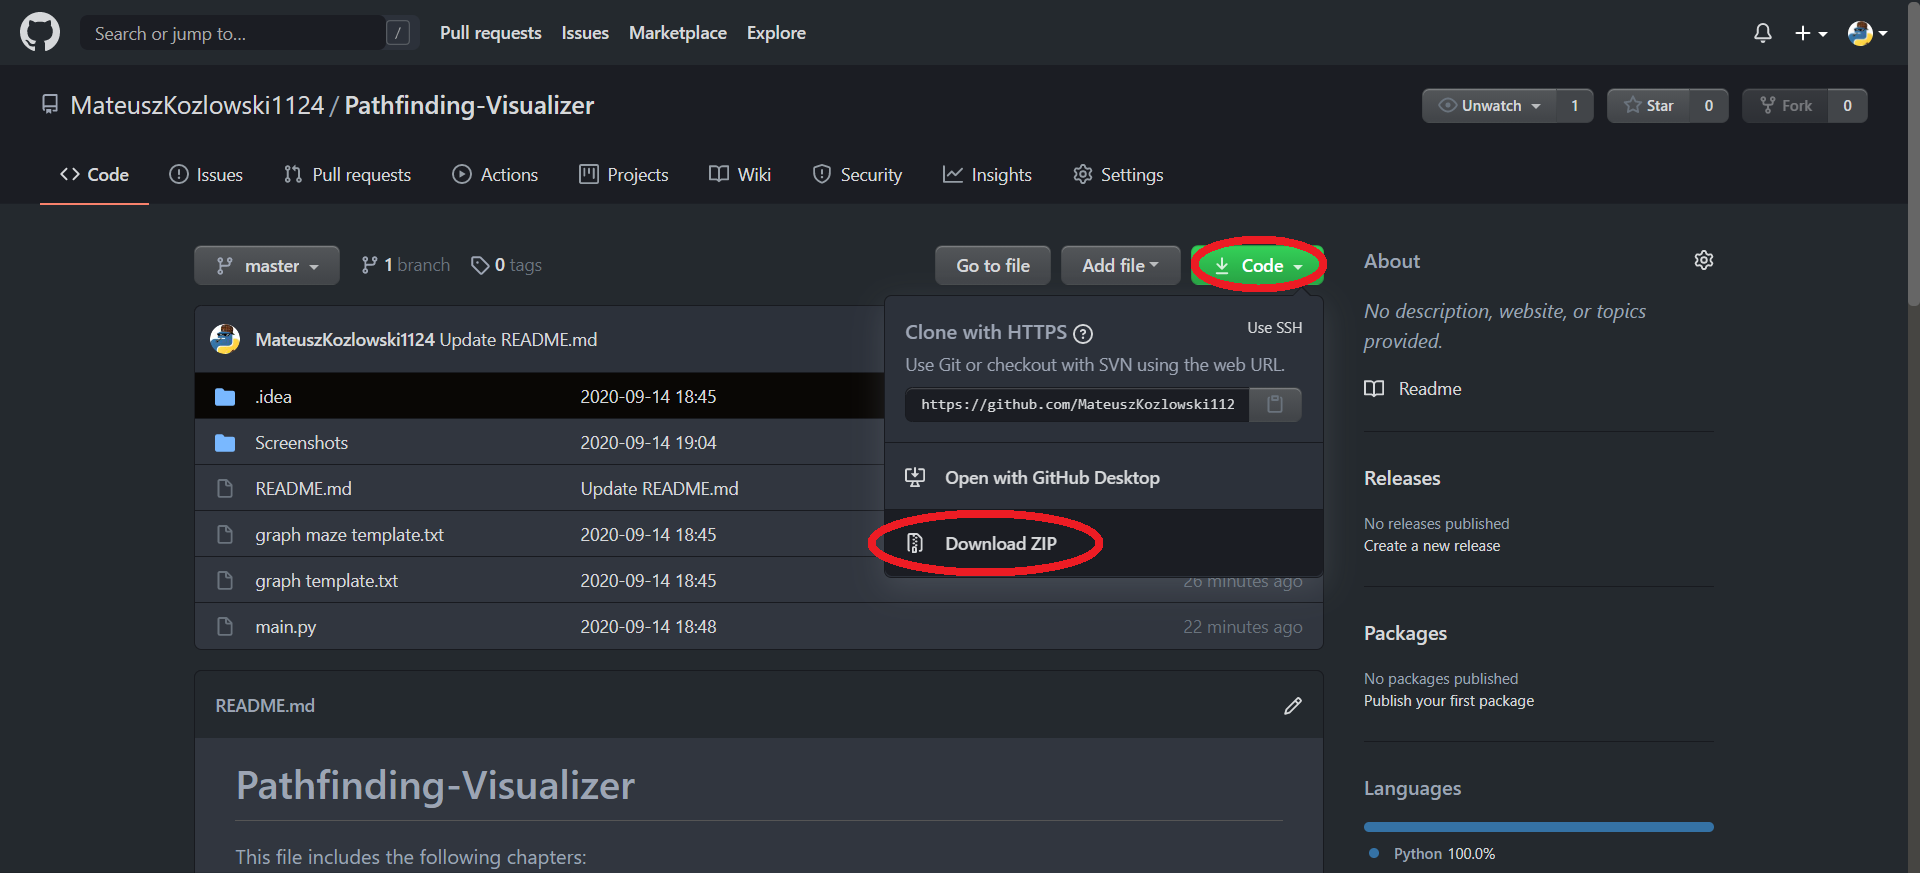 Search or jump to... /
Pull requests Issues Marketplace Explore
MateuszKozlowski1124 / Pathfinding-Visualizer
Unwatch 1 Star 0 Fork 0
Code Issues Pull requests Actions Projects Wiki Security Insights Settings
master 1 branch 0 tags
Go to file Add file Code
MateuszKozlowski1124 Update README.md
.idea 2020-09-14 18:45
Screenshots 2020-09-14 19:04
README.md Update README.md
graph maze template.txt 2020-09-14 18:45
graph template.txt 2020-09-14 18:45 26 minutes ago
main.py 2020-09-14 18:48 22 minutes ago
Clone with HTTPS ? Use SSH
Use Git or checkout with SVN using the web URL.
https://github.com/MateuszKozlowski112
Open with GitHub Desktop
Download ZIP
README.md
Pathfinding-Visualizer
This file includes the following chapters:
About
No description, website, or topics
provided.
Readme
Releases
No releases published
Create a new release
Packages
No packages published
Publish your first package
Languages
Python 100.0%